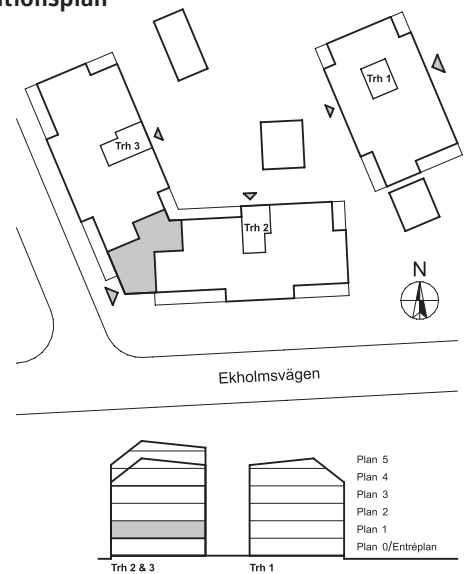 Trh 1
Trh 3
Trh 2
N
Ekholmsvägen
Plan 5
Plan 4
Plan 3
Plan 2
Plan 1
Plan 0/Entréplan
Trh 2 & 3
Trh 1